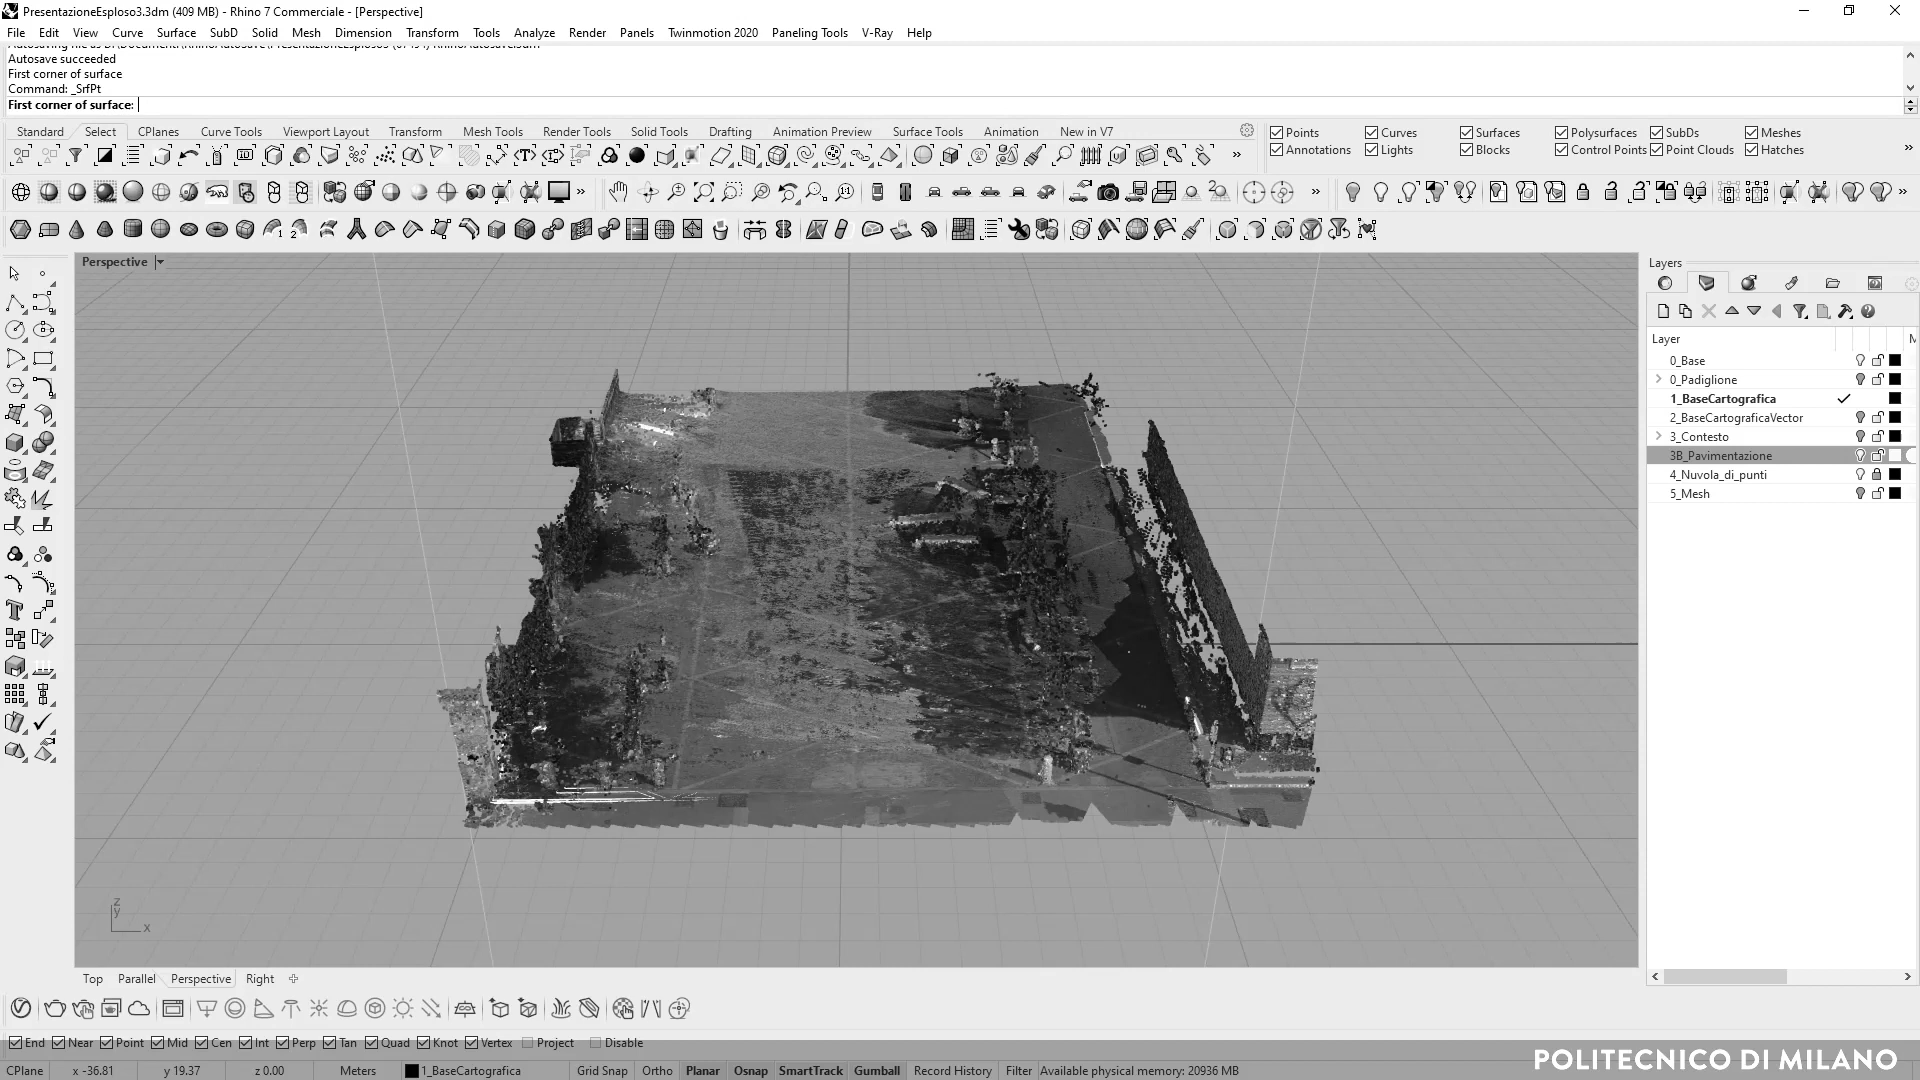 PresentazioneEsploso3.3dm (409 MB) - Rhino 7 Commerciale - [Perspective]
File Edit View Curve Surface SubD Solid Mesh Dimension Transform Tools Analyze Render Panels Twinmotion 2020 Paneling Tools V-Ray Help
Autosave succeeded
First corner of surface
Command: _SrfPt
First corner of surface:
Standard Select CPlanes Curve Tools Viewport Layout Transform Mesh Tools Render Tools Drafting Animation Preview Surface Tools Animation New in V7
Points Curves Surfaces Polysurfaces SubDs Meshes
Annotations Lights Blocks Control Points Point Clouds Hatches
Perspective
Layers
Layer
0_Base
0_Padiglione
1_BaseCartografica
2_BaseCartograficaVector
3_Contesto
3B_Pavimentazione
4_Nuvola_di_punti
5_Mesh
z
y
x
Top Parallel Perspective Right
End Near Point Mid Cen Int Perp Tan Quad Knot Vertex Project Disable
CPlane x -36.81 y 19.37 z 0.00 Meters 1_BaseCartografica Grid Snap Ortho Planar Osnap SmartTrack Gumball Record History Filter Available physical memory: 20936 MB
POLITECNICO DI MILANO